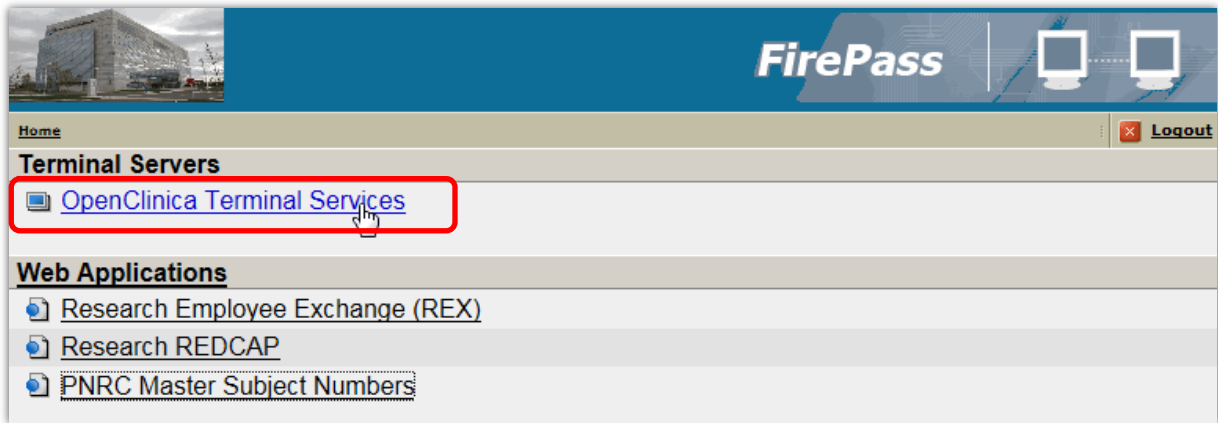 FirePass
Home
Logout
Terminal Servers
OpenClinica Terminal Services
Web Applications
Research Employee Exchange (REX)
Research REDCAP
PNRC Master Subject Numbers